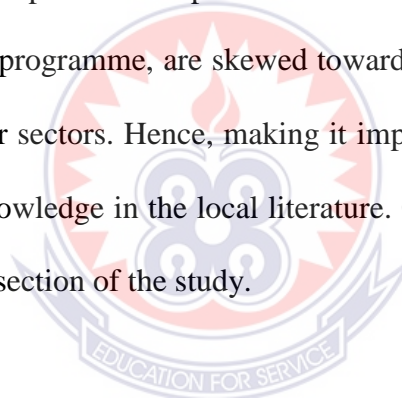 programme, are skewed toward
r sectors. Hence, making it imp
owledge in the local literature.
section of the study.
EDUCATION FOR SERVICE